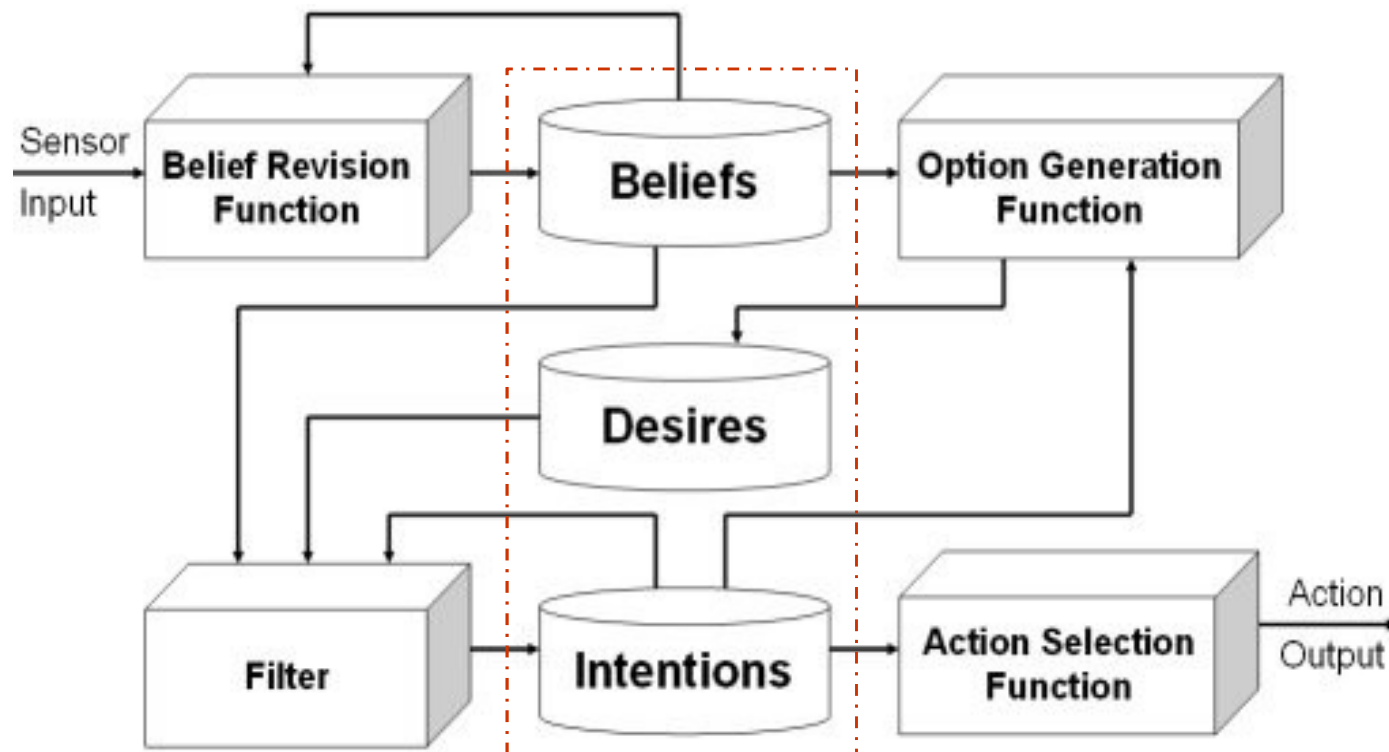 Sensor
Input
Belief Revision
Function
Beliefs
Option Generation
Function
Desires
Filter
Intentions
Action Selection
Function
Action
Output